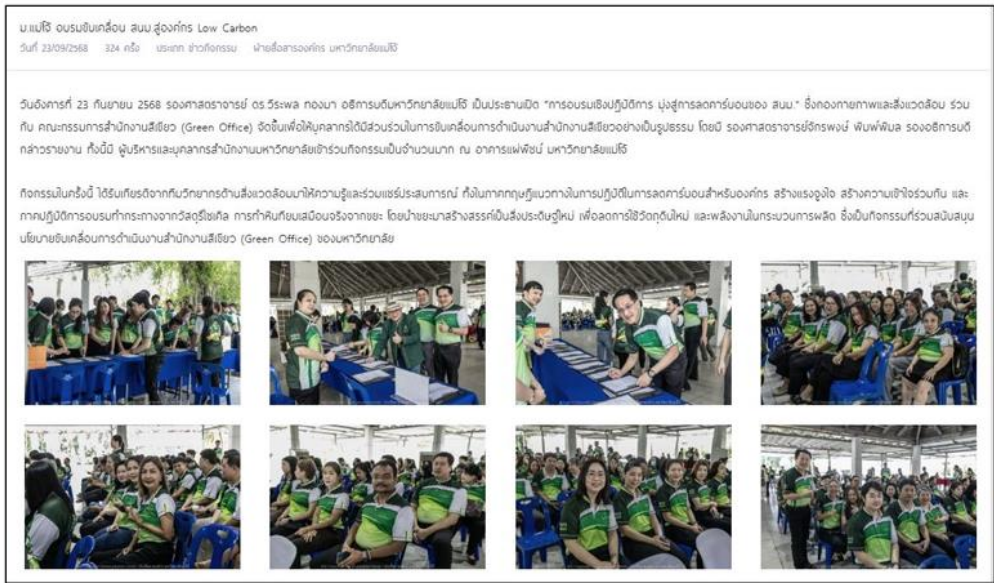 ม.แม่โจ้ อบรมขับเคลื่อน สนม.สู่องค์กร Low Carbon
วันที่ 23/09/2568 324 ครั้ง ประเภท ข่าวกิจกรรม ฝ่ายสื่อสารองค์กร มหาวิทยาลัยแม่โจ้
วันอังคารที่ 23 กันยายน 2568 รองศาสตราจารย์ ดร.วีระพล ทองมา อธิการบดีมหาวิทยาลัยแม่โจ้ เป็นประธานเปิด "การอบรมเชิงปฏิบัติการ มุ่งสู่การลดคาร์บอนของ สนม." ซึ่งกองกายภาพและสิ่งแวดล้อม ร่วม
กับ คณะกรรมการสำนักงานสีเขียว (Green Office) จัดขึ้นเพื่อให้บุคลากรได้มีส่วนร่วมในการขับเคลื่อนการดำเนินงานสำนักงานสีเขียวอย่างเป็นรูปธรรม โดยมี รองศาสตราจารย์จักรพงษ์ พิมพ์พิมล รองอธิการบดี
กล่าวรายงาน ทั้งนี้มี ผู้บริหารและบุคลากรสำนักงานมหาวิทยาลัยเข้าร่วมกิจกรรมเป็นจำนวนมาก ณ อาคารแผ่พืชน์ มหาวิทยาลัยแม่โจ้
กิจกรรมในครั้งนี้ ได้รับเกียรติจากทีมวิทยากรด้านสิ่งแวดล้อมมาให้ความรู้และร่วมแชร์ประสบการณ์ ทั้งในภาคทฤษฎีแนวทางในการปฏิบัติในการลดคาร์บอนสำหรับองค์กร สร้างแรงจูงใจ สร้างความเข้าใจร่วมกัน และ
ภาคปฏิบัติการอบรมทำกระถางจากวัสดุรีไซเคิล การทำหินเทียมเสมือนจริงจากขยะ โดยนำขยะมาสร้างสรรค์เป็นสิ่งประดิษฐ์ใหม่ เพื่อลดการใช้วัตถุดิบใหม่ และพลังงานในกระบวนการผลิต ซึ่งเป็นกิจกรรมที่ร่วมสนับสนุน
นโยบายขับเคลื่อนการดำเนินงานสำนักงานสีเขียว (Green Office) ของมหาวิทยาลัย